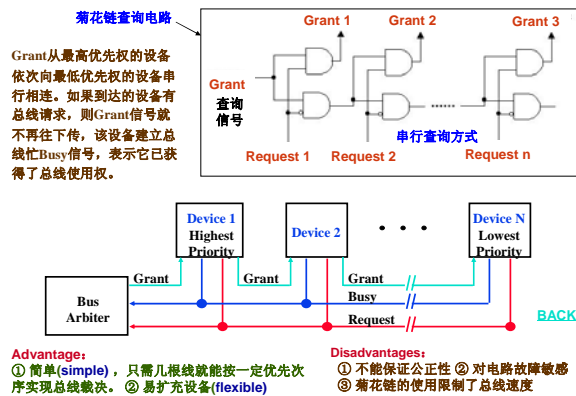 菊花链查询电路
Grant从最高优先权的设备
依次向最低优先权的设备串
行相连。如果到达的设备有
总线请求，则Grant信号就
不再往下传，该设备建立总
线忙Busy信号，表示它已获
得了总线使用权。
Grant 1
Grant 2
Grant 3
Grant
查询
信号
······
串行查询方式
Request 1
Request 2
Request n
Device 1
Highest
Priority
Device 2
· · ·
Device N
Lowest
Priority
Grant
Grant
Grant
Bus
Arbiter
Busy
Request
BACK
Advantage:
① 简单(simple) ，只需几根线就能按一定优先次
序实现总线裁决。 ② 易扩充设备(flexible)
Disadvantages：
① 不能保证公正性 ② 对电路故障敏感
③ 菊花链的使用限制了总线速度